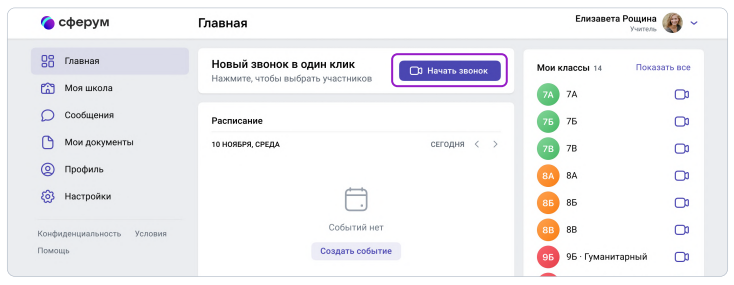 сферум
Главная
Елизавета Рощина
Учитель
Главная
Моя школа
Сообщения
Мои документы
Профиль
Настройки
Конфиденциальность Условия
Помощь
Новый звонок в один клик
Нажмите, чтобы выбрать участников
Начать звонок
Расписание
10 НОЯБРЯ, СРЕДА
СЕГОДНЯ
Событий нет
Создать событие
Мои классы 14 Показать все
7А 7А
7Б 7Б
7В 7В
8А 8А
8Б 8Б
8В 8В
9Б 9Б · Гуманитарный